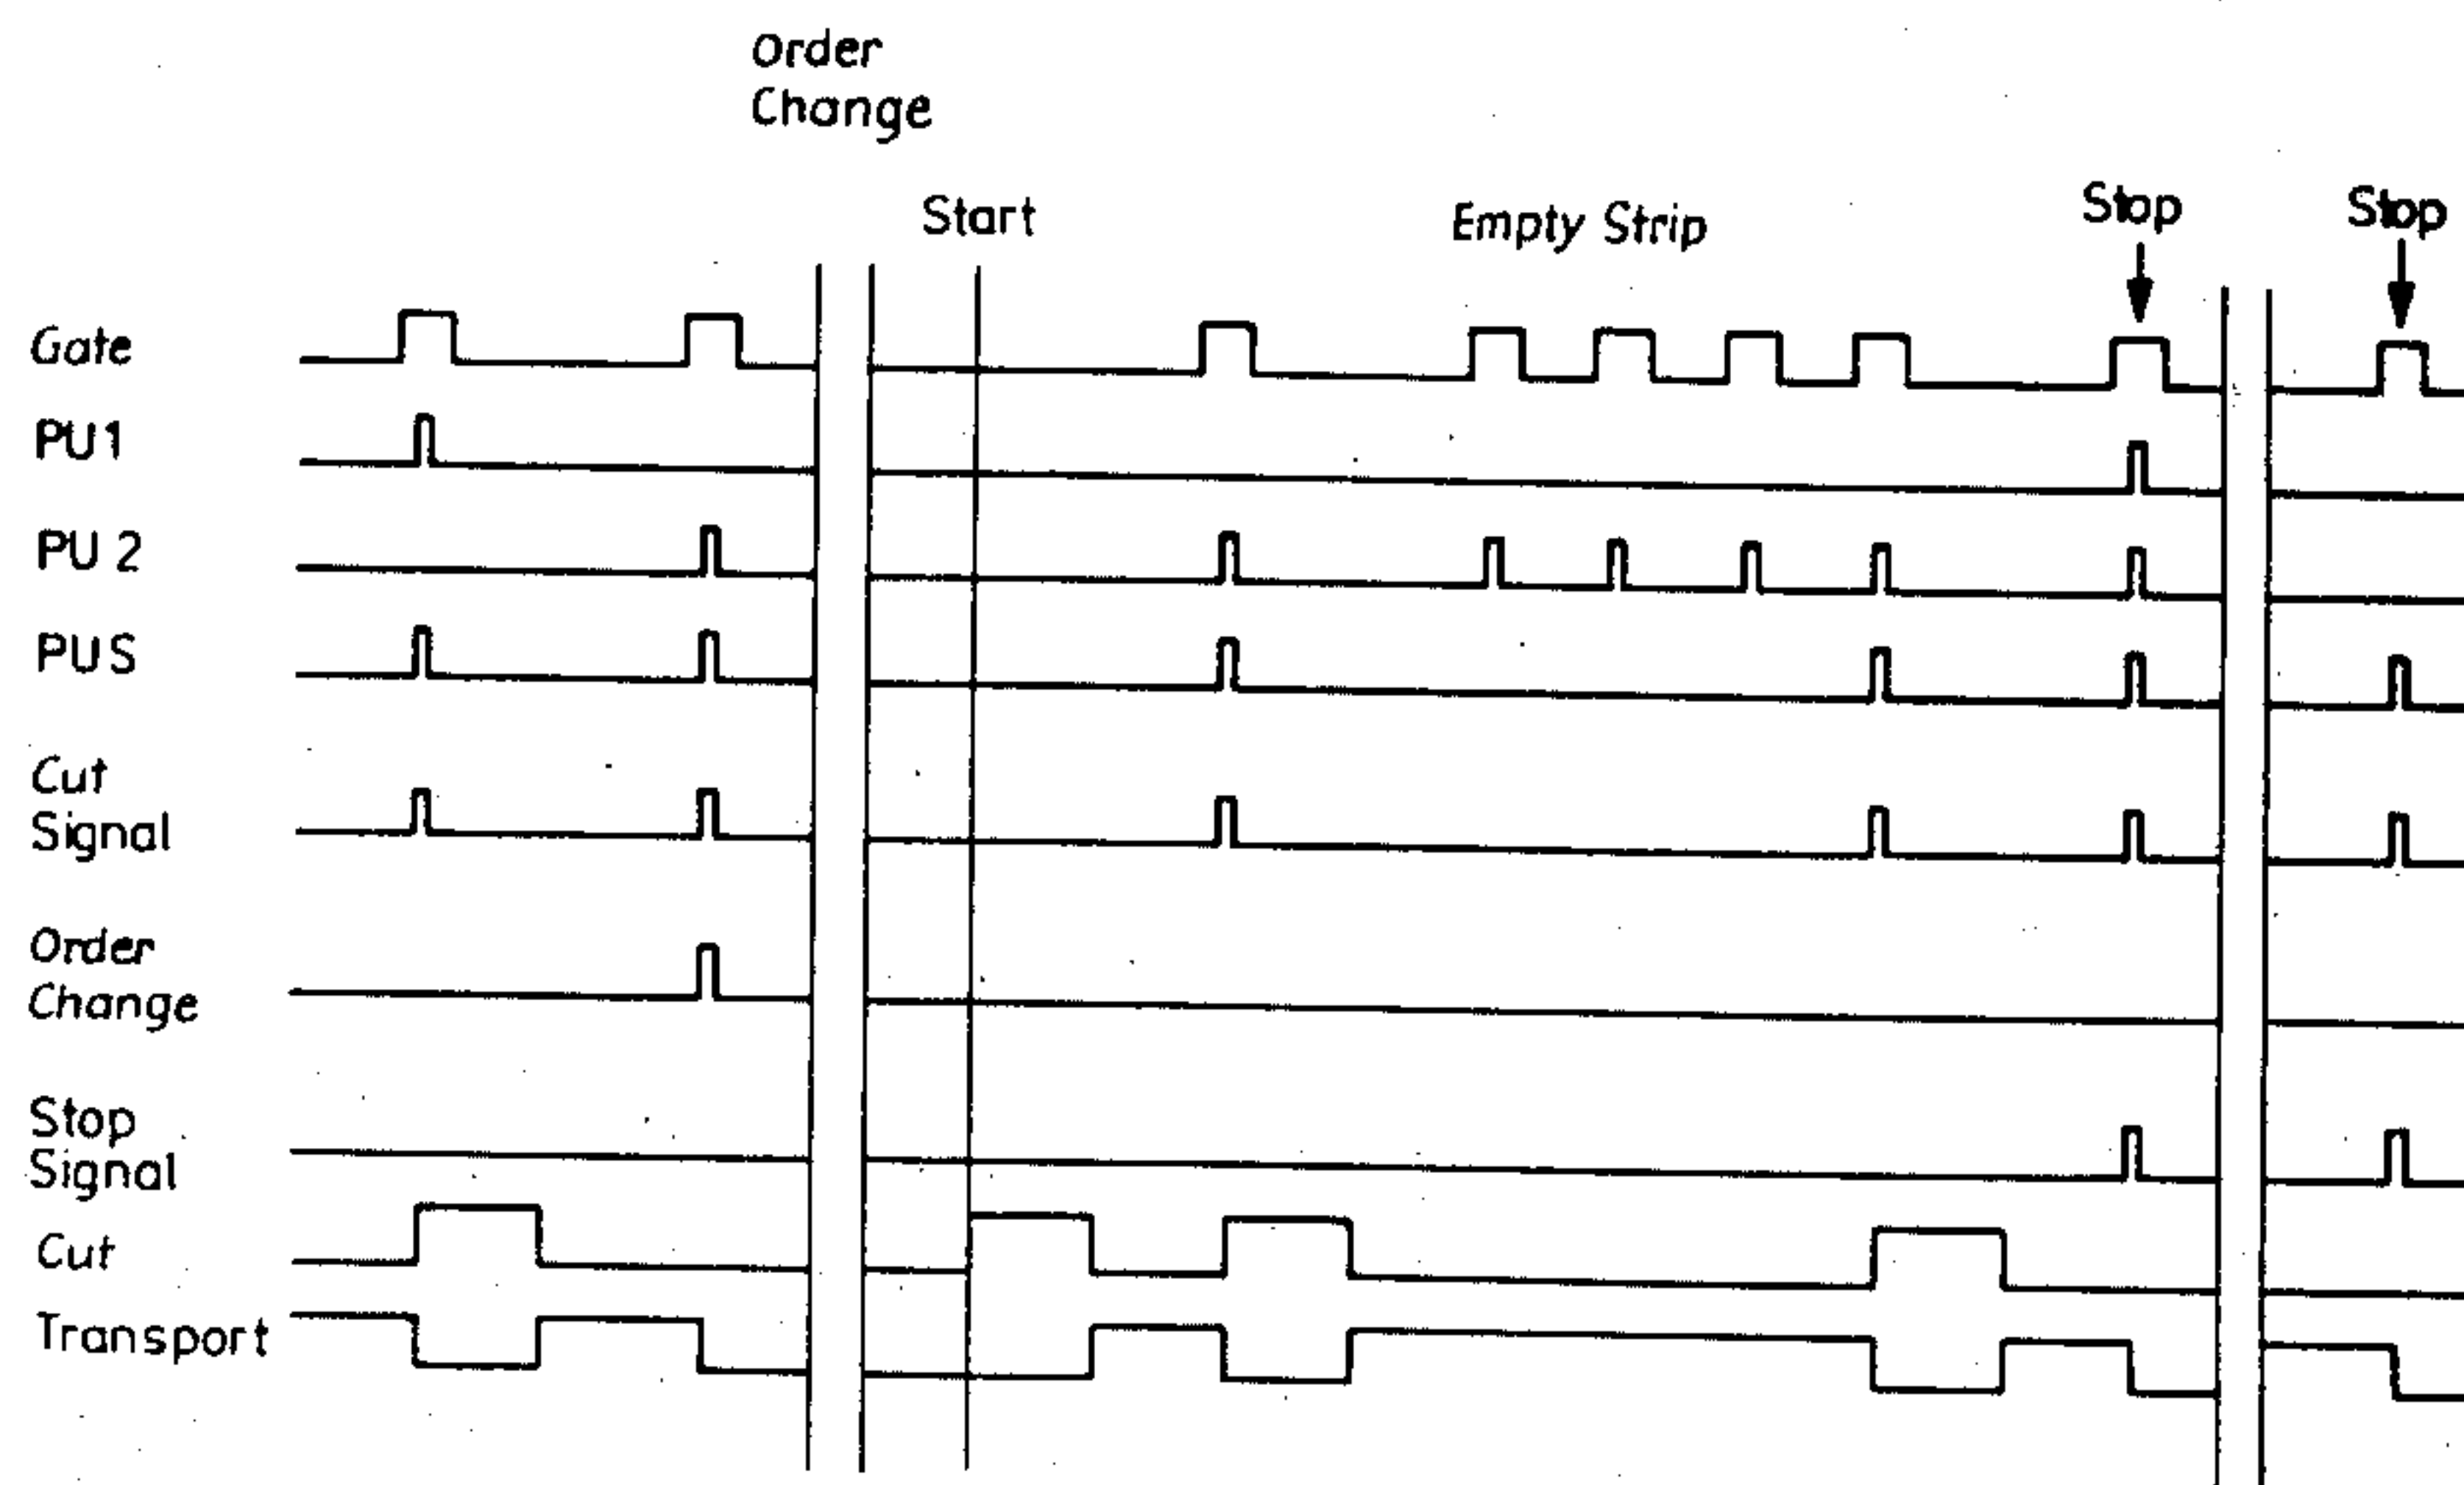 Order
Change
Start
Empty Strip
Stop
Stop
Gate
PU1
PU 2
PUS
Cut
Signal
Order
Change
Stop
Signal
Cut
Transport